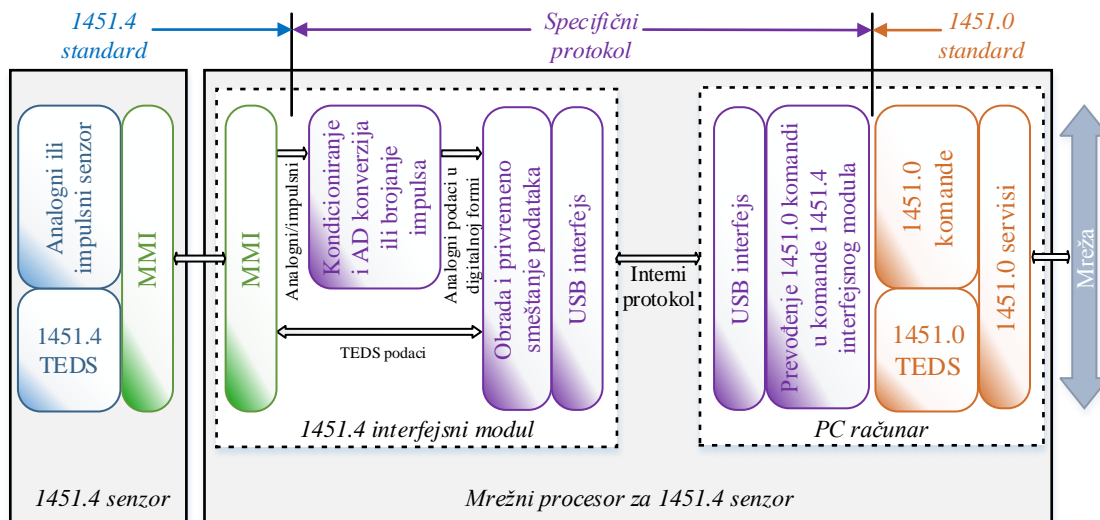 1451.4
standard
Specifični
protokol
1451.0
standard
Analogni ili
impulsni senzor
1451.4
TEDS
MMI
1451.4 senzor
MMI
Analogni/impulsni
Kondicioniranje
i AD konverzija
ili brojanje
impulsa
Analogni podaci u
digitalnoj formi
TEDS podaci
Obrada i privremeno
smeštanje podataka
USB interfejs
1451.4 interfejsni modul
Interni
protokol
USB interfejs
Prevođenje 1451.0 komandi
u komande 1451.4
interfejsnog modula
1451.0
komande
1451.0
TEDS
1451.0 servisi
PC računar
Mrežni procesor za 1451.4 senzor
Mreža